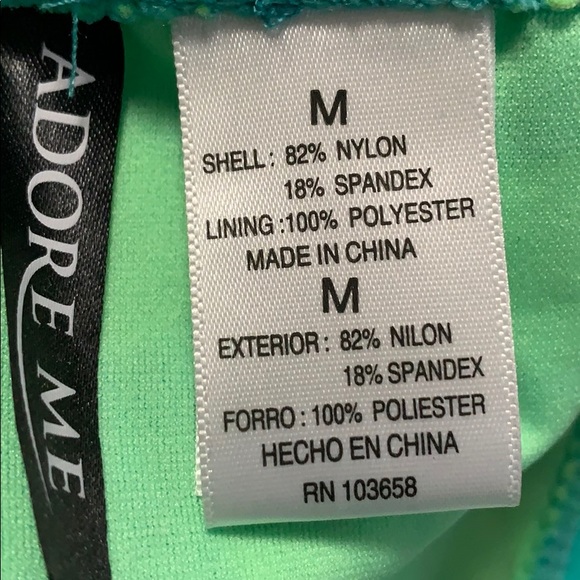 ADORE ME
M
SHELL: 82% NYLON
18% SPANDEX
LINING:100% POLYESTER
MADE IN CHINA
M
EXTERIOR: 82% NILON
18% SPANDEX
FORRO: 100% POLIESTER
HECHO EN CHINA
RN 103658